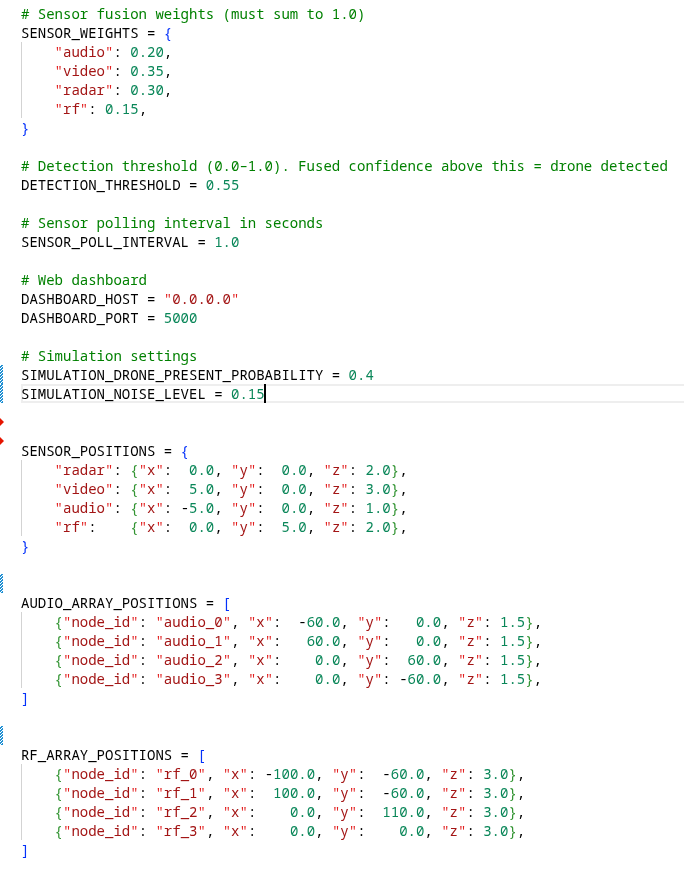 # Sensor fusion weights (must sum to 1.0)
SENSOR_WEIGHTS = {
    "audio": 0.20,
    "video": 0.35,
    "radar": 0.30,
    "rf": 0.15,
}

# Detection threshold (0.0–1.0). Fused confidence above this = drone detected
DETECTION_THRESHOLD = 0.55

# Sensor polling interval in seconds
SENSOR_POLL_INTERVAL = 1.0

# Web dashboard
DASHBOARD_HOST = "0.0.0.0"
DASHBOARD_PORT = 5000

# Simulation settings
SIMULATION_DRONE_PRESENT_PROBABILITY = 0.4
SIMULATION_NOISE_LEVEL = 0.15


SENSOR_POSITIONS = {
    "radar": {"x":  0.0, "y":  0.0, "z": 2.0},
    "video": {"x":  5.0, "y":  0.0, "z": 3.0},
    "audio": {"x": -5.0, "y":  0.0, "z": 1.0},
    "rf":    {"x":  0.0, "y":  5.0, "z": 2.0},
}


AUDIO_ARRAY_POSITIONS = [
    {"node_id": "audio_0", "x":  -60.0, "y":   0.0, "z": 1.5},
    {"node_id": "audio_1", "x":   60.0, "y":   0.0, "z": 1.5},
    {"node_id": "audio_2", "x":    0.0, "y":  60.0, "z": 1.5},
    {"node_id": "audio_3", "x":    0.0, "y": -60.0, "z": 1.5},
]


RF_ARRAY_POSITIONS = [
    {"node_id": "rf_0", "x": -100.0, "y":  -60.0, "z": 3.0},
    {"node_id": "rf_1", "x":  100.0, "y":  -60.0, "z": 3.0},
    {"node_id": "rf_2", "x":    0.0, "y":  110.0, "z": 3.0},
    {"node_id": "rf_3", "x":    0.0, "y":    0.0, "z": 3.0},
]